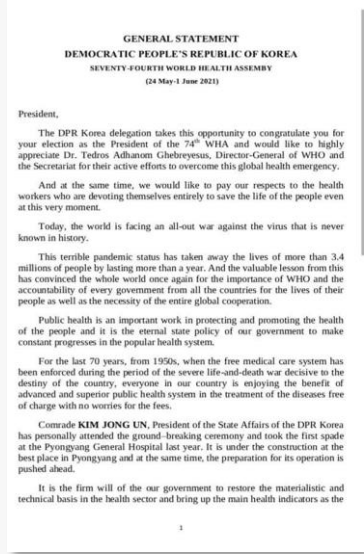 GENERAL STATEMENT
DEMOCRATIC PEOPLE'S REPUBLIC OF KOREA
SEVENTY-FOURTH WORLD HEALTH ASSEMBY
(24 May-1 June 2021)
President,
The DPR Korea delegation takes this opportunity to congratulate you for
your election as the President of the 74th WHA and would like to highly
appreciate Dr. Tedros Adhanom Ghebreyesus, Director-General of WHO and
the Secretariat for their active efforts to overcome this global health emergency.
And at the same time, we would like to pay our respects to the health
workers who are devoting themselves entirely to save the life of the people even
at this very moment.
Today, the world is facing an all-out war against the virus that is never
known in history.
This terrible pandemic status has taken away the lives of more than 3.4
millions of people by lasting more than a year. And the valuable lesson from this
has convinced the whole world once again for the importance of WHO and the
accountability of every government from all the countries for the lives of their
people as well as the necessity of the entire global cooperation.
Public health is an important work in protecting and promoting the health
of the people and it is the eternal state policy of our government to make
constant progresses in the popular health system.
For the last 70 years, from 1950s, when the free medical care system has
been enforced during the period of the severe life-and-death war decisive to the
destiny of the country, everyone in our country is enjoying the benefit of
advanced and superior public health system in the treatment of the diseases free
of charge with no worries for the fees.
Comrade KIM JONG UN, President of the State Affairs of the DPR Korea
has personally attended the ground-breaking ceremony and took the first spade
at the Pyongyang General Hospital last year. It is under the construction at the
best place in Pyongyang and at the same time, the preparation for its operation is
pushed ahead.
It is the firm will of the our government to restore the materialistic and
technical basis in the health sector and bring up the main health indicators as the
1